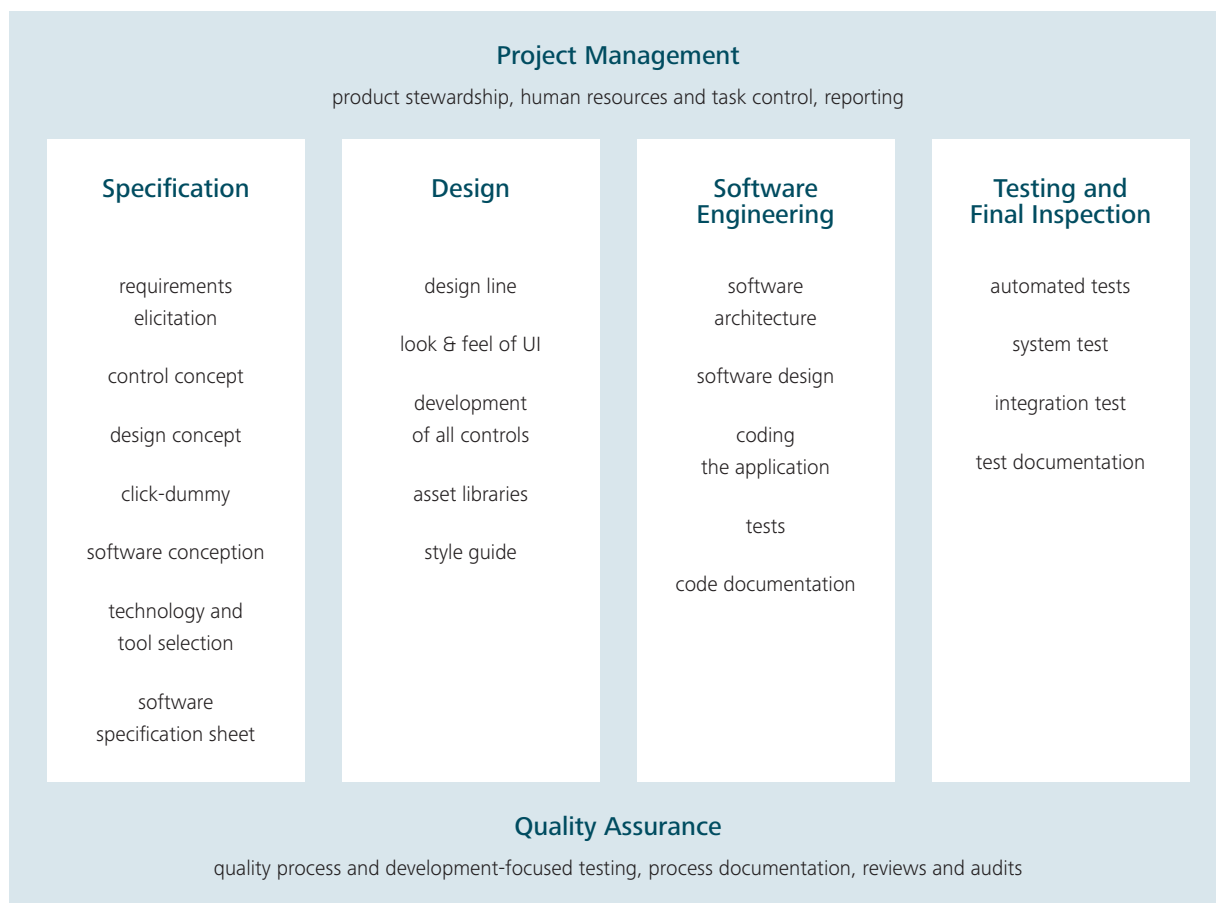 Project Management
product stewardship, human resources and task control, reporting
Specification
requirements
elicitation
control concept
design concept
click-dummy
software conception
technology and
tool selection
software
specification sheet
Design
design line
look & feel of UI
development
of all controls
asset libraries
style guide
Software
Engineering
software
architecture
software design
coding
the application
tests
code documentation
Testing and
Final Inspection
automated tests
system test
integration test
test documentation
Quality Assurance
quality process and development-focused testing, process documentation, reviews and audits